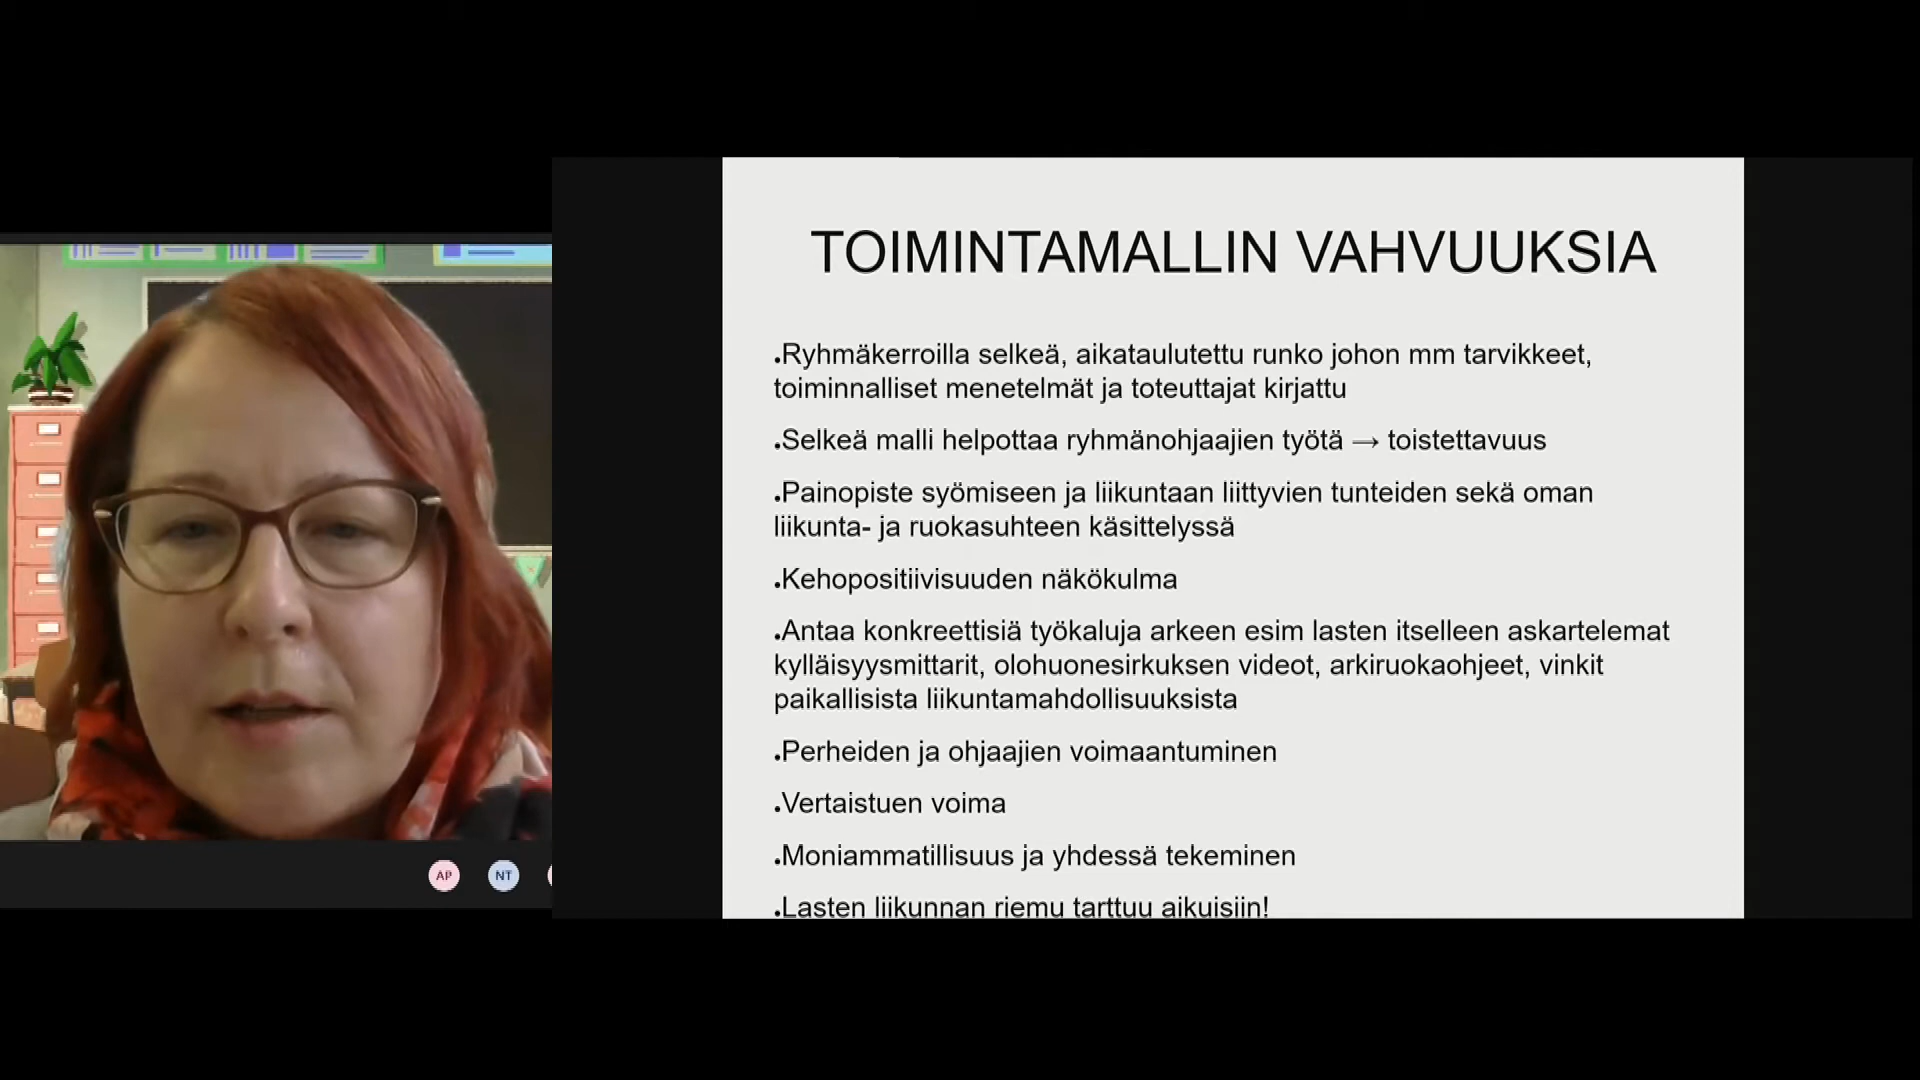 TOIMINTAMALLIN VAHVUUKSIA
.Ryhmäkerroilla selkeä, aikataulutettu runko johon mm tarvikkeet,
toiminnalliset menetelmät ja toteuttajat kirjattu
.Selkeä malli helpottaa ryhmänohjaajien työtä → toistettavuus
.Painopiste syömiseen ja liikuntaan liittyvien tunteiden sekä oman
liikunta- ja ruokasuhteen käsittelyssä
.Kehopositiivisuuden näkökulma
.Antaa konkreettisiä työkaluja arkeen esim lasten itselleen askartelemat
kylläisyysmittarit, olohuonesirkuksen videot, arkiruokaohjeet, vinkit
paikallisista liikuntamahdollisuuksista
.Perheiden ja ohjaajien voimaantuminen
.Vertaistuen voima
.Moniammatillisuus ja yhdessä tekeminen
.Lasten liikunnan riemu tarttuu aikuisiin!
AP NT